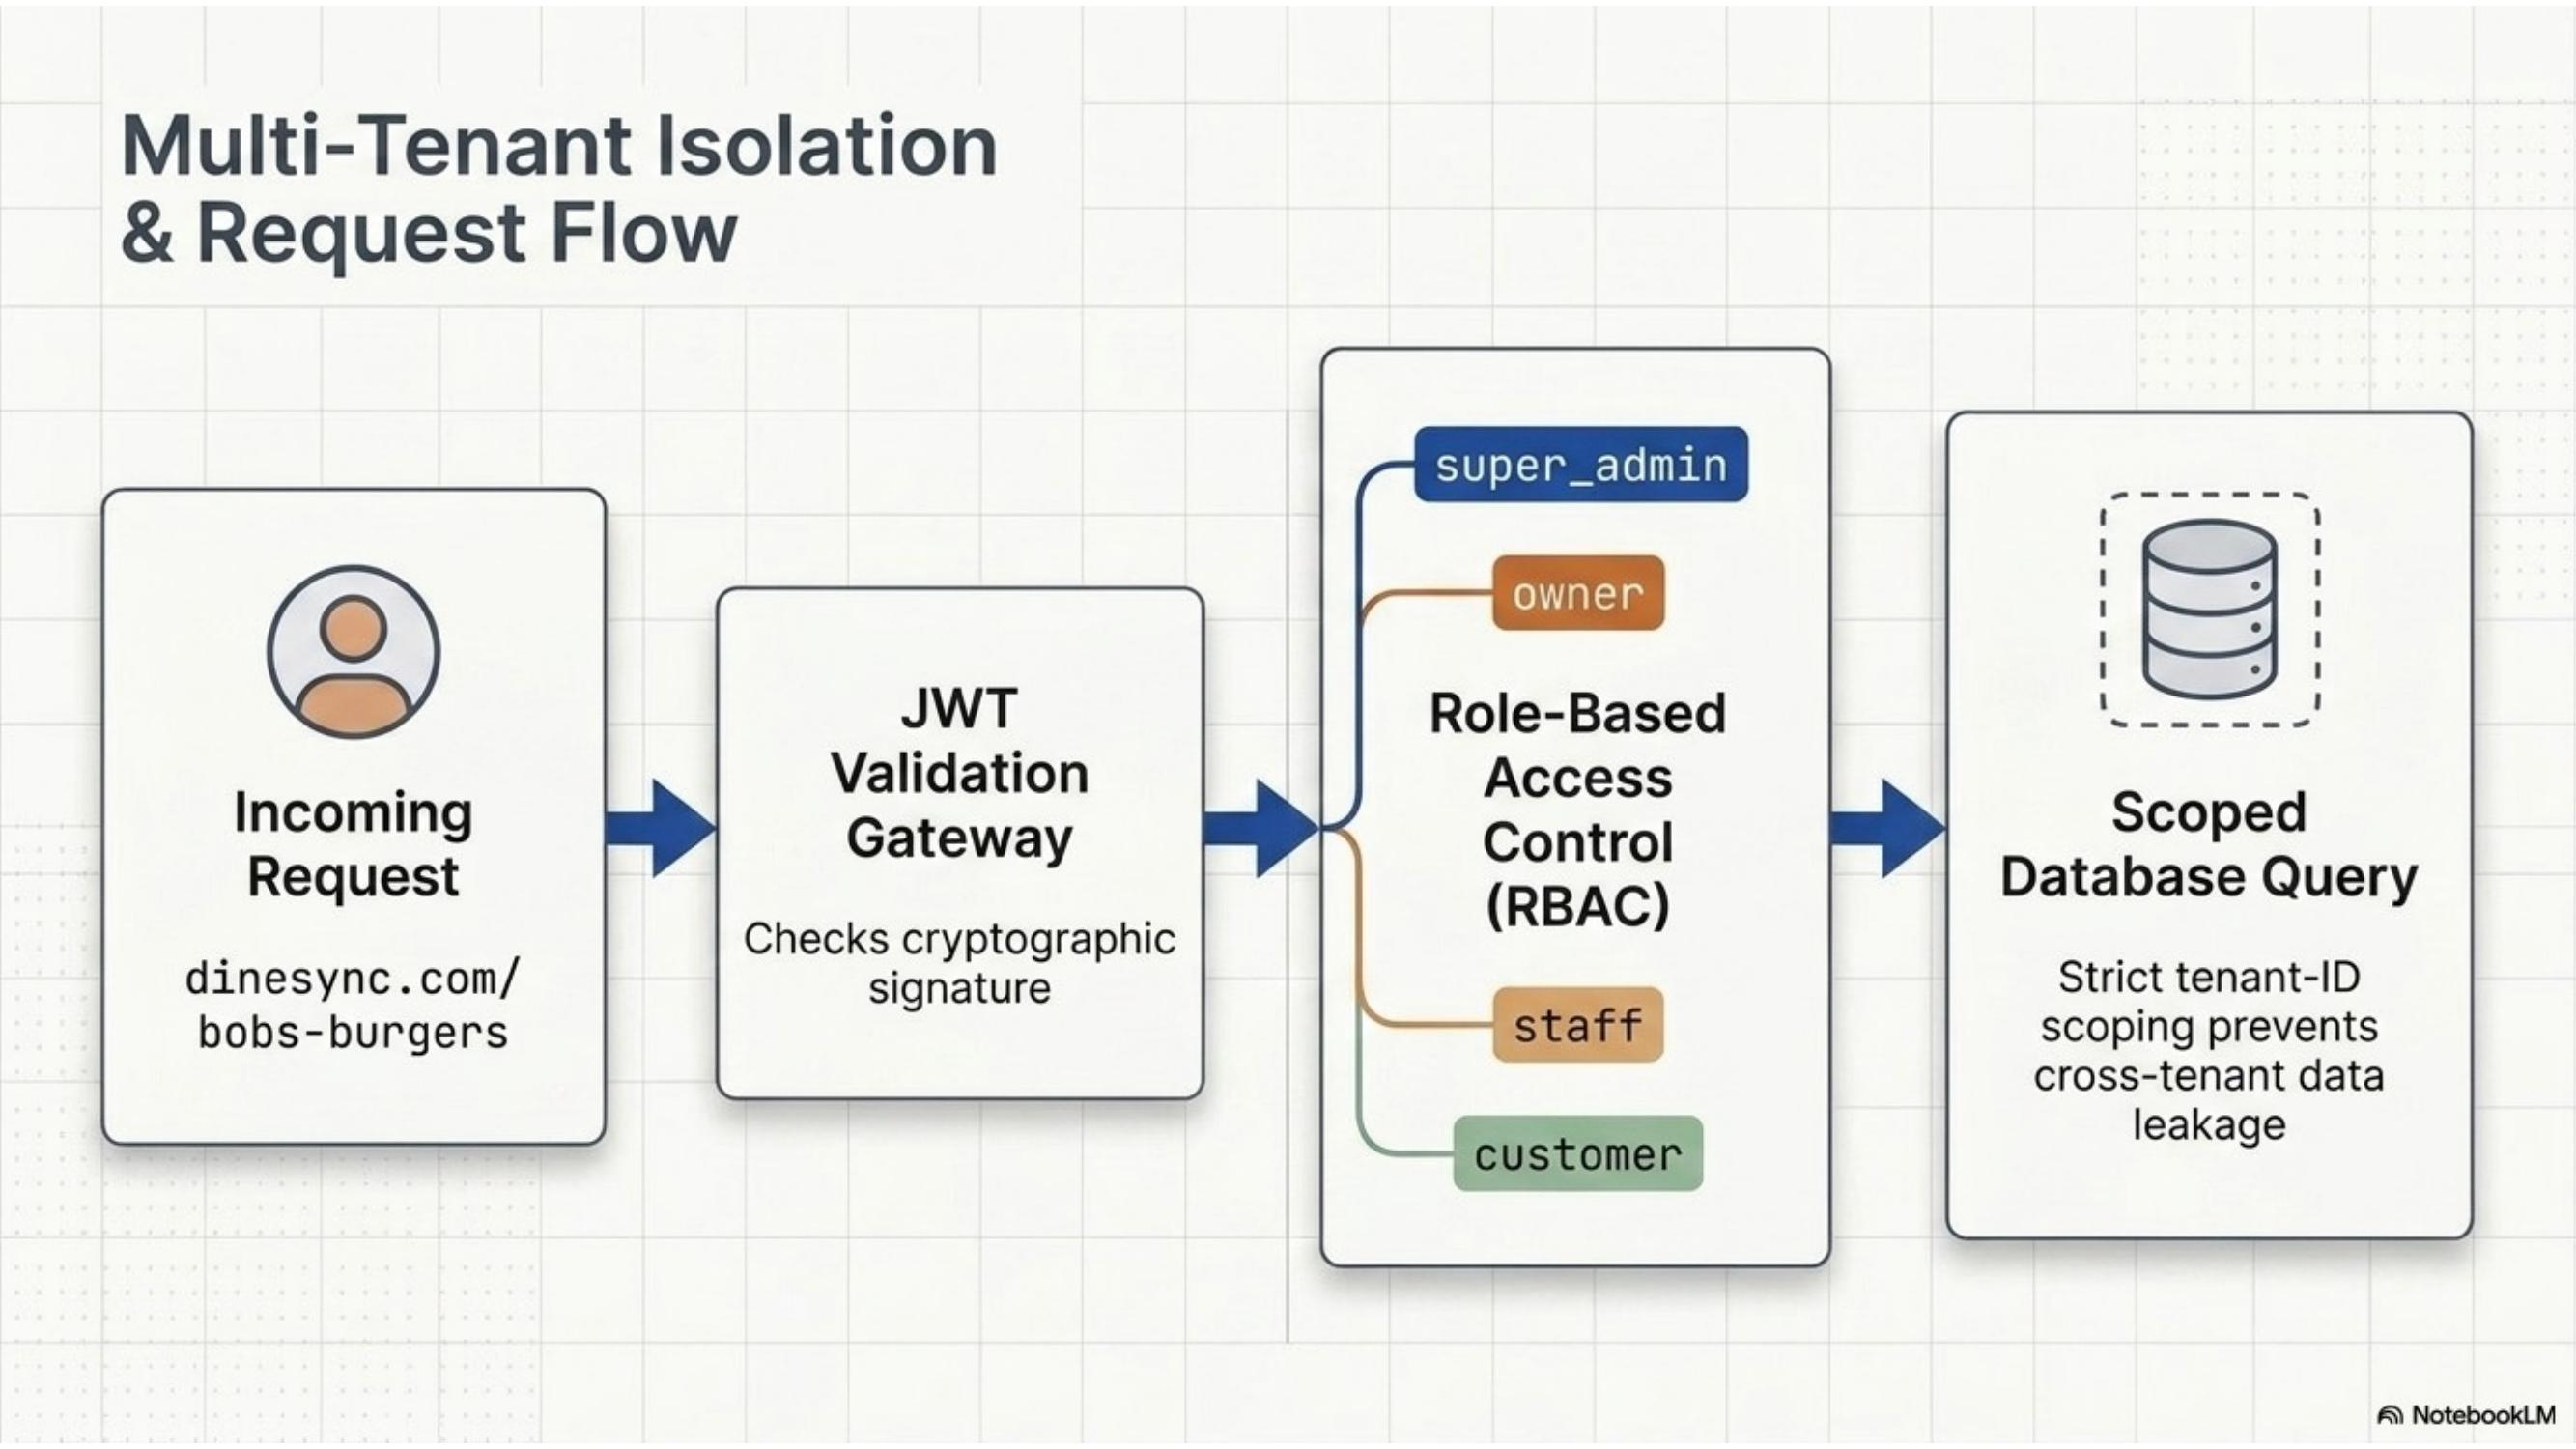 Multi-Tenant Isolation
& Request Flow
Incoming
Request
dinesync.com/
bobs-burgers
JWT
Validation
Gateway
Checks cryptographic
signature
super_admin
owner
Role-Based
Access
Control
(RBAC)
staff
customer
Scoped
Database Query
Strict tenant-ID
scoping prevents
cross-tenant data
leakage
NotebookLM